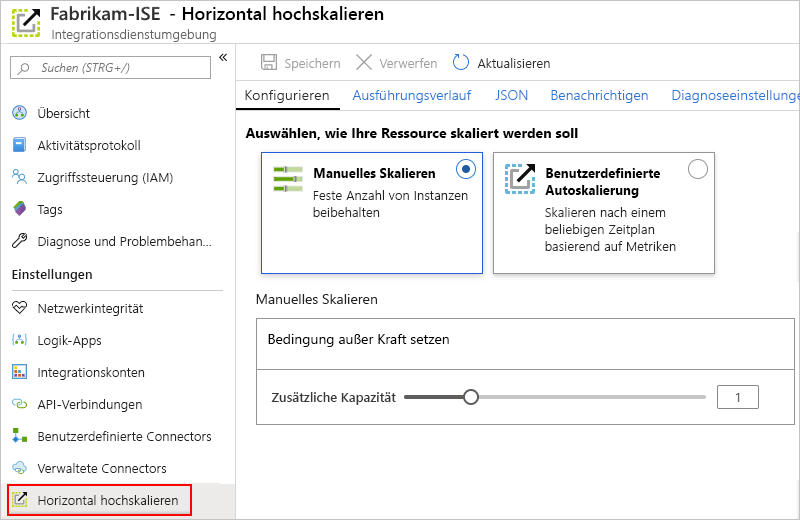 Fabrikam-ISE - Horizontal hochskalieren
Integrationsdienstumgebung
Suchen (STRG+/)
«
Übersicht
Aktivitätsprotokoll
Zugriffssteuerung (IAM)
Tags
Diagnose und Problembehan...
Einstellungen
Netzwerkintegrität
Logik-Apps
Integrationskonten
API-Verbindungen
Benutzerdefinierte Connectors
Verwaltete Connectors
Horizontal hochskalieren
Speichern Verwerfen Aktualisieren
Konfigurieren Ausführungsverlauf JSON Benachrichtigen Diagnoseeinstellunge
Auswählen, wie Ihre Ressource skaliert werden soll
Manuelles Skalieren
Feste Anzahl von Instanzen
beibehalten
Benutzerdefinierte
Autoskalierung
Skalieren nach einem
beliebigen Zeitplan
basierend auf Metriken
Manuelles Skalieren
Bedingung außer Kraft setzen
Zusätzliche Kapazität 1